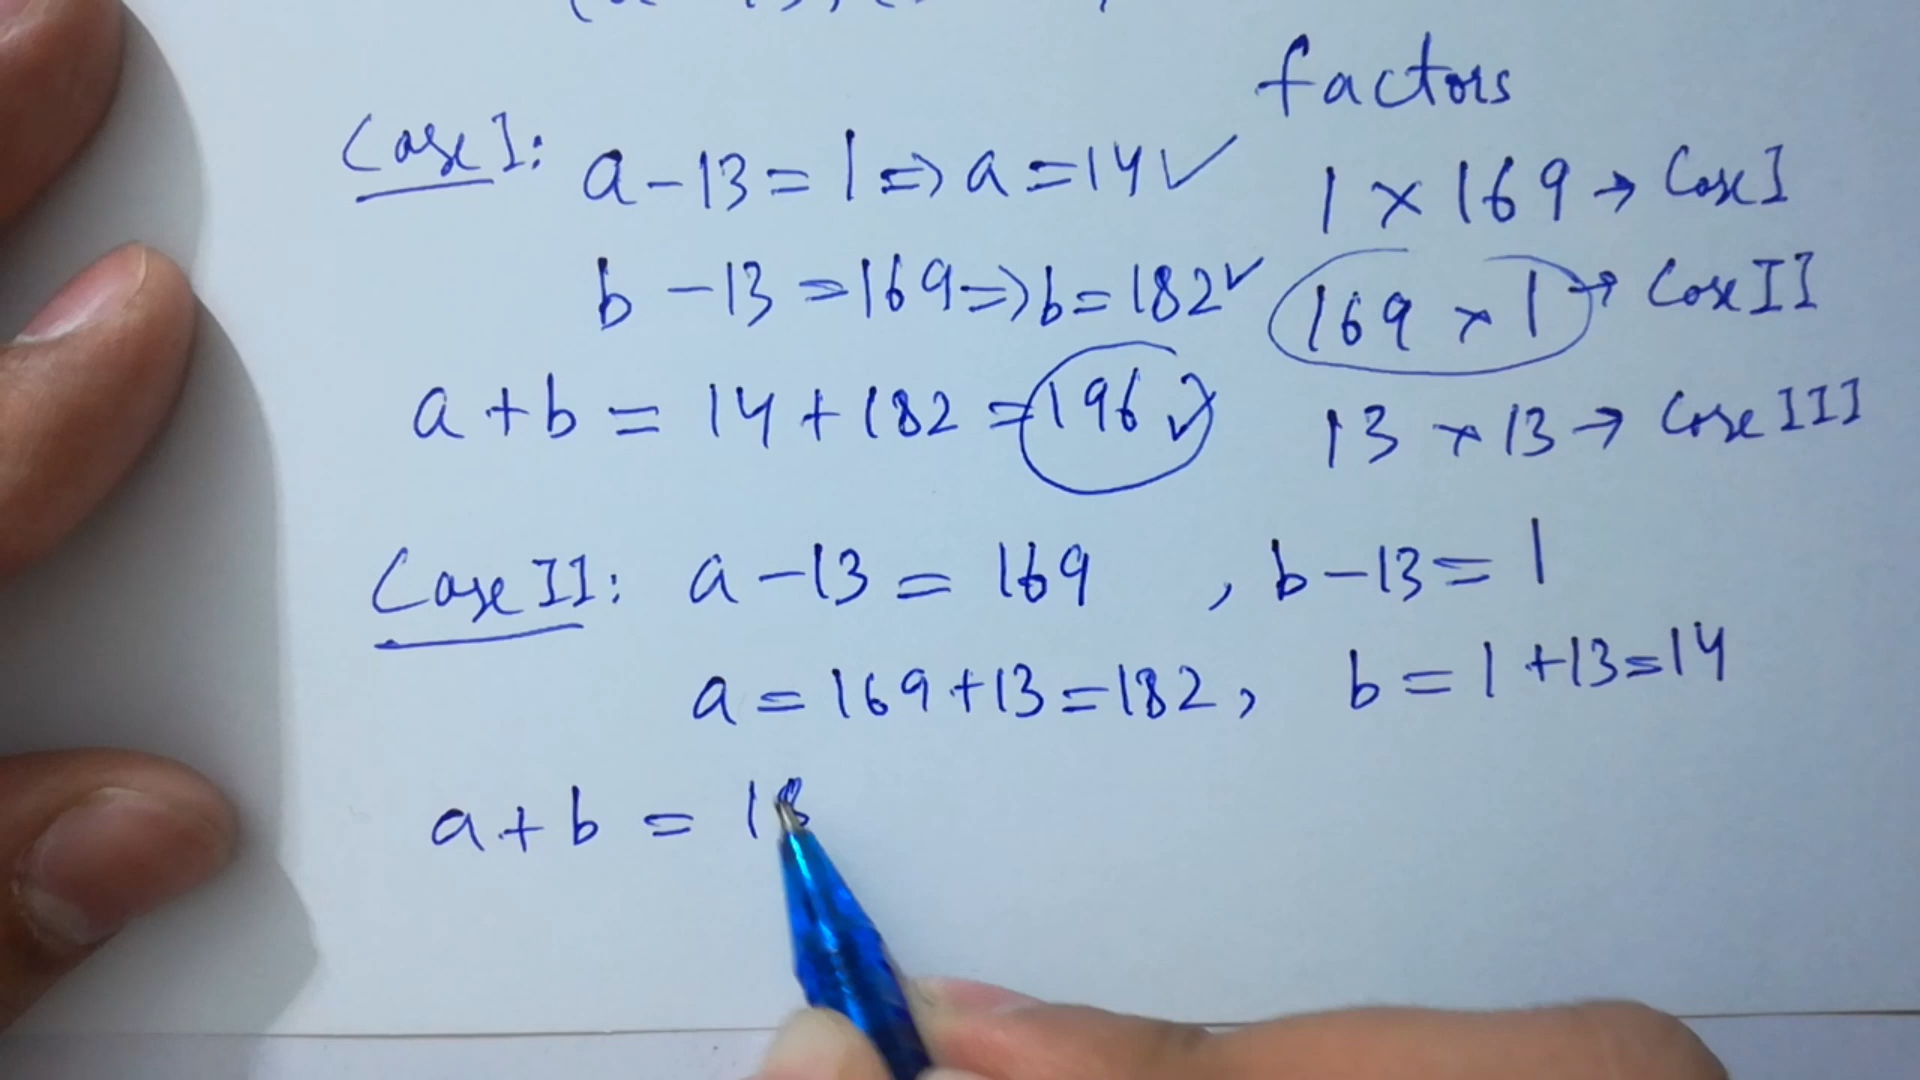 factors
Case I: a - 13 = 1 => a = 14 ✓
1 × 169 → Case I
b - 13 = 169 => b = 182 ✓
169 × 1 → Case II
a + b = 14 + 182 = 196 ✓
13 × 13 → Case III
Case II: a - 13 = 169 , b - 13 = 1
a = 169 + 13 = 182, b = 1 + 13 = 14
a + b = 18